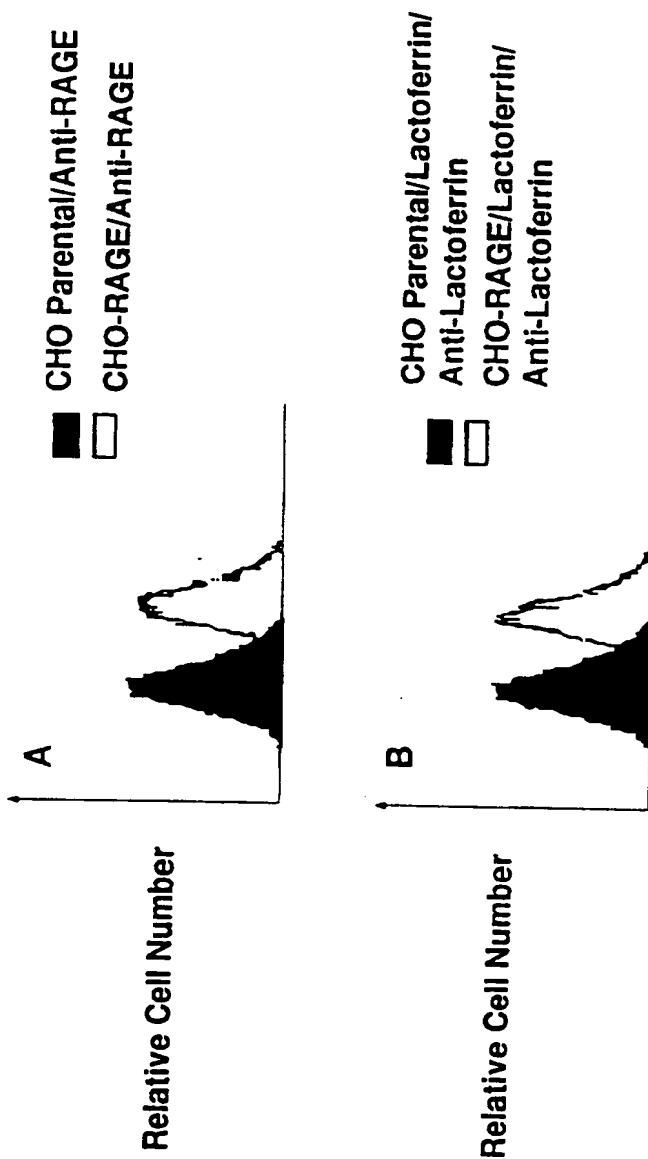 A
Relative Cell Number
CHO Parental/Anti-RAGE
CHO-RAGE/Anti-RAGE
B
Relative Cell Number
CHO Parental/Lactoferrin/
Anti-Lactoferrin
CHO-RAGE/Lactoferrin/
Anti-Lactoferrin